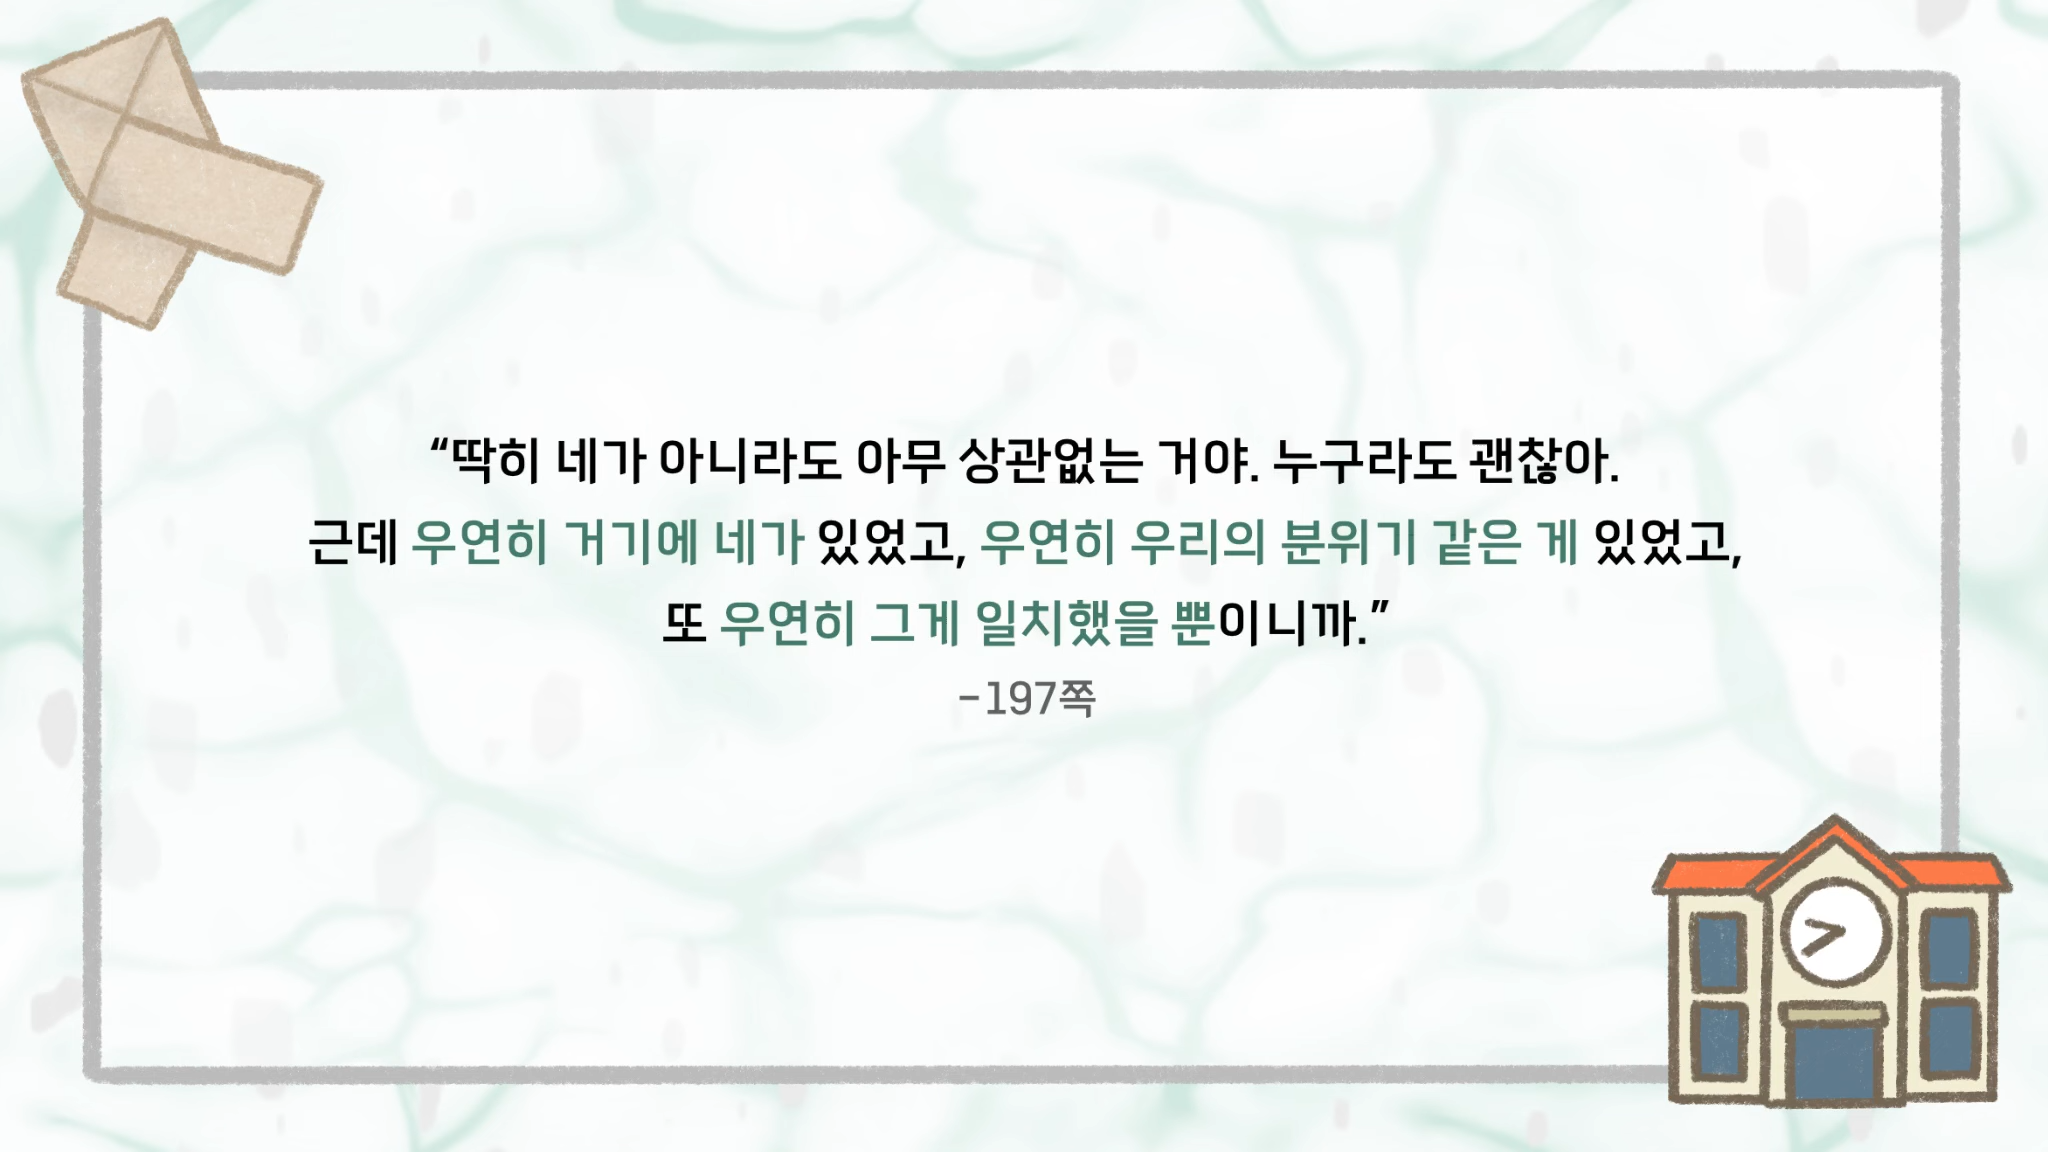 “딱히 네가 아니라도 아무 상관없는 거야. 누구라도 괜찮아.
근데 우연히 거기에 네가 있었고, 우연히 우리의 분위기 같은 게 있었고,
또 우연히 그게 일치했을 뿐이니까.”
-197쪽